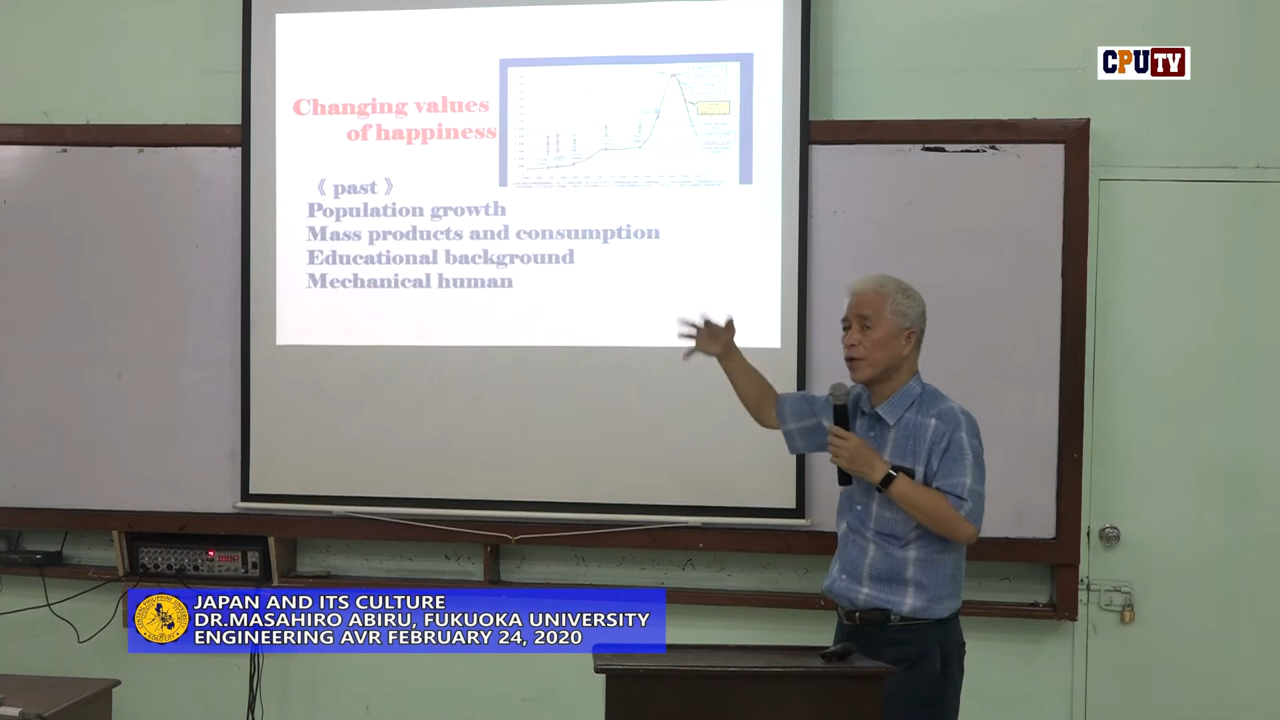 CPUTV
Changing values
of happiness
《 past 》
Population growth
Mass products and consumption
Educational background
Mechanical human
JAPAN AND ITS CULTURE
DR.MASAHIRO ABIRU, FUKUOKA UNIVERSITY
ENGINEERING AVR FEBRUARY 24, 2020